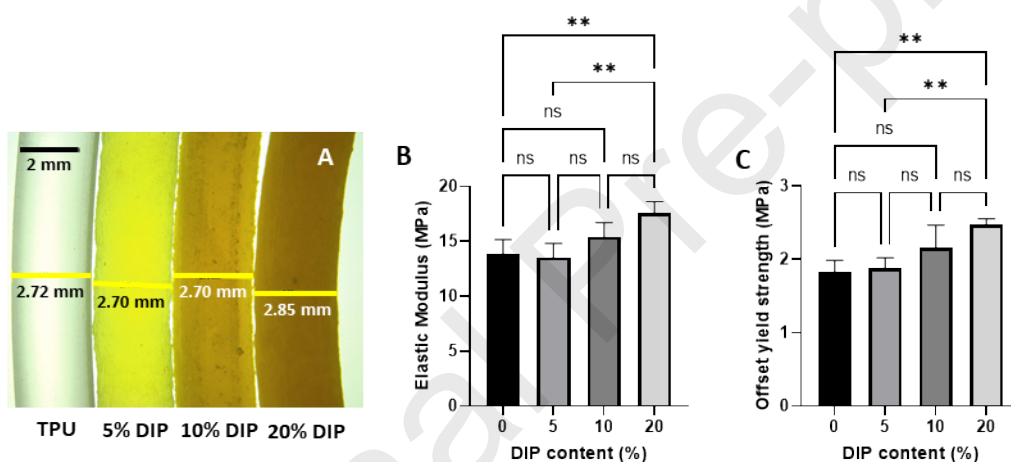 A
2 mm
2.72 mm
2.70 mm
2.70 mm
2.85 mm
TPU 5% DIP 10% DIP 20% DIP
B
**
**
ns
ns ns ns
Elastic Modulus (MPa)
20
15
10
5
0
0 5 10 20
DIP content (%)
C
**
**
ns
ns ns ns
Offset yield strength (MPa)
3
2
1
0
0 5 10 20
DIP content (%)